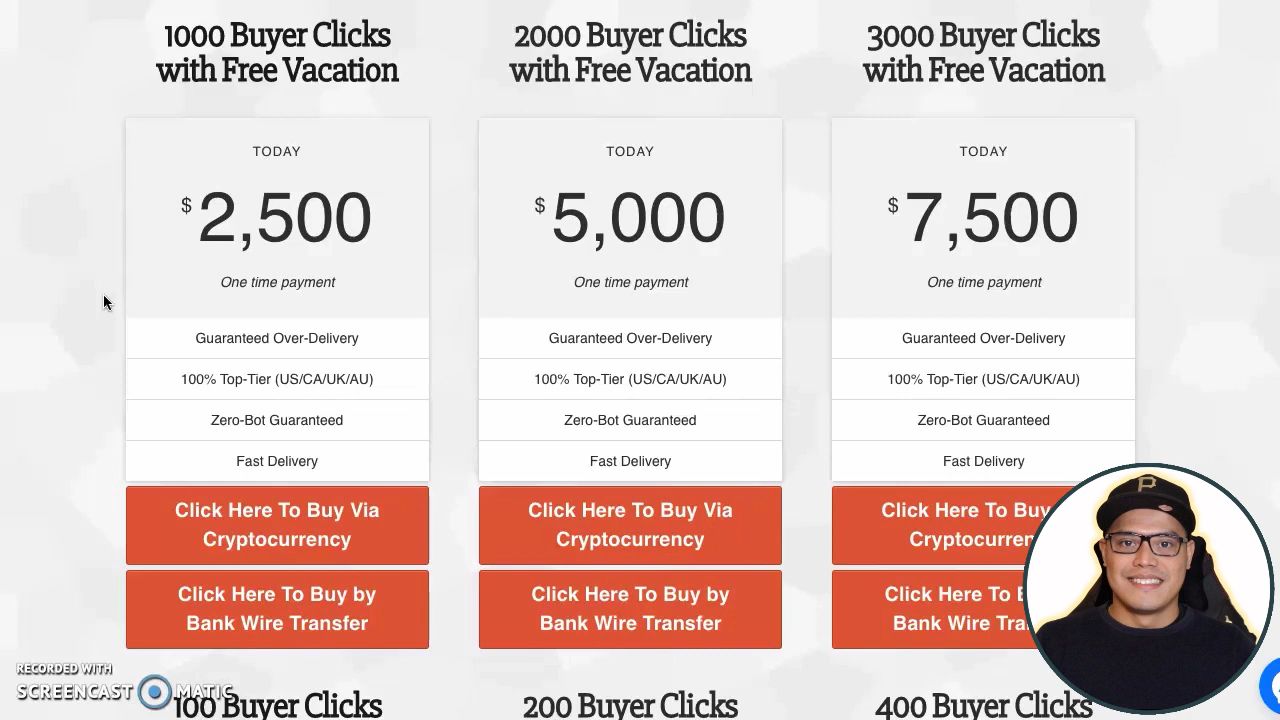 1000 Buyer Clicks
with Free Vacation
2000 Buyer Clicks
with Free Vacation
3000 Buyer Clicks
with Free Vacation
TODAY
$ 2,500
One time payment
Guaranteed Over-Delivery
100% Top-Tier (US/CA/UK/AU)
Zero-Bot Guaranteed
Fast Delivery
Click Here To Buy Via
Cryptocurrency
Click Here To Buy by
Bank Wire Transfer
TODAY
$ 5,000
One time payment
Guaranteed Over-Delivery
100% Top-Tier (US/CA/UK/AU)
Zero-Bot Guaranteed
Fast Delivery
Click Here To Buy Via
Cryptocurrency
Click Here To Buy by
Bank Wire Transfer
TODAY
$ 7,500
One time payment
Guaranteed Over-Delivery
100% Top-Tier (US/CA/UK/AU)
Zero-Bot Guaranteed
Fast Delivery
Click Here To Buy
Cryptocurren
Click Here To B
Bank Wire Tra
P
RECORDED WITH
SCREENCAST MATIC
100 Buyer Clicks
200 Buyer Clicks
400 Buyer Clicks